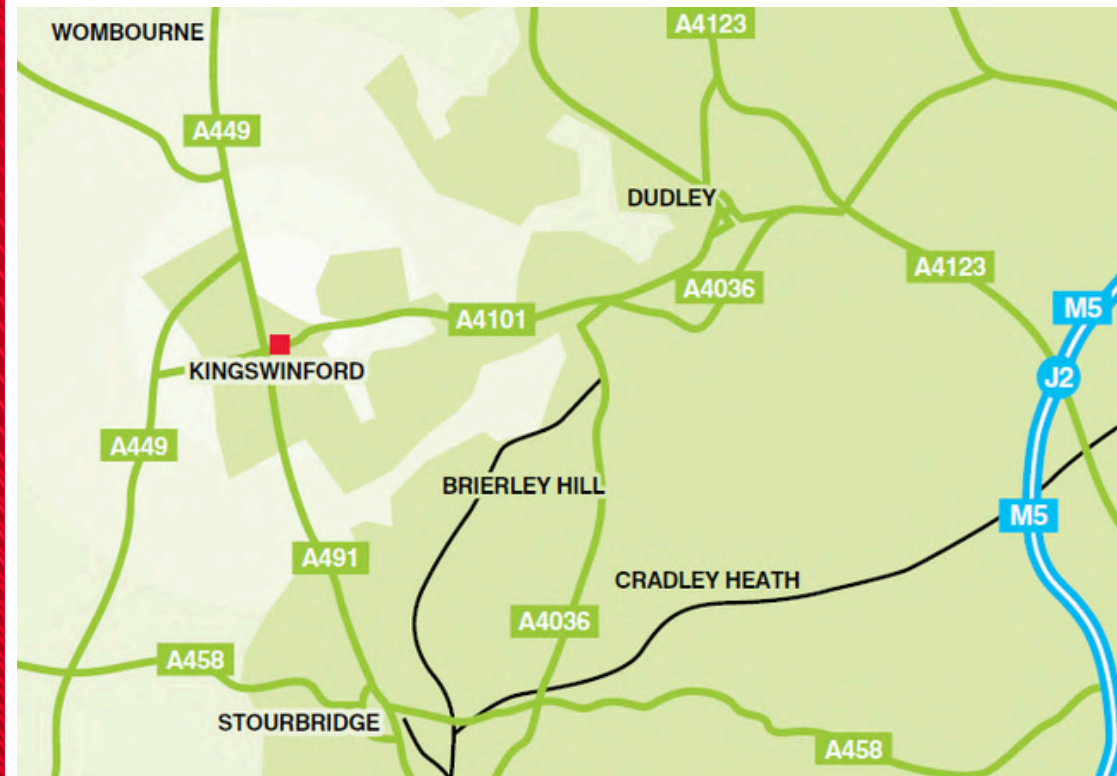 WOMBOURNE
A4123
A449
DUDLEY
A4123
A4036
M5
A4101
KINGSWINFORD
J2
A449
BRIERLEY HILL
M5
A491
CRADLEY HEATH
A4036
A458
STOURBRIDGE
A458